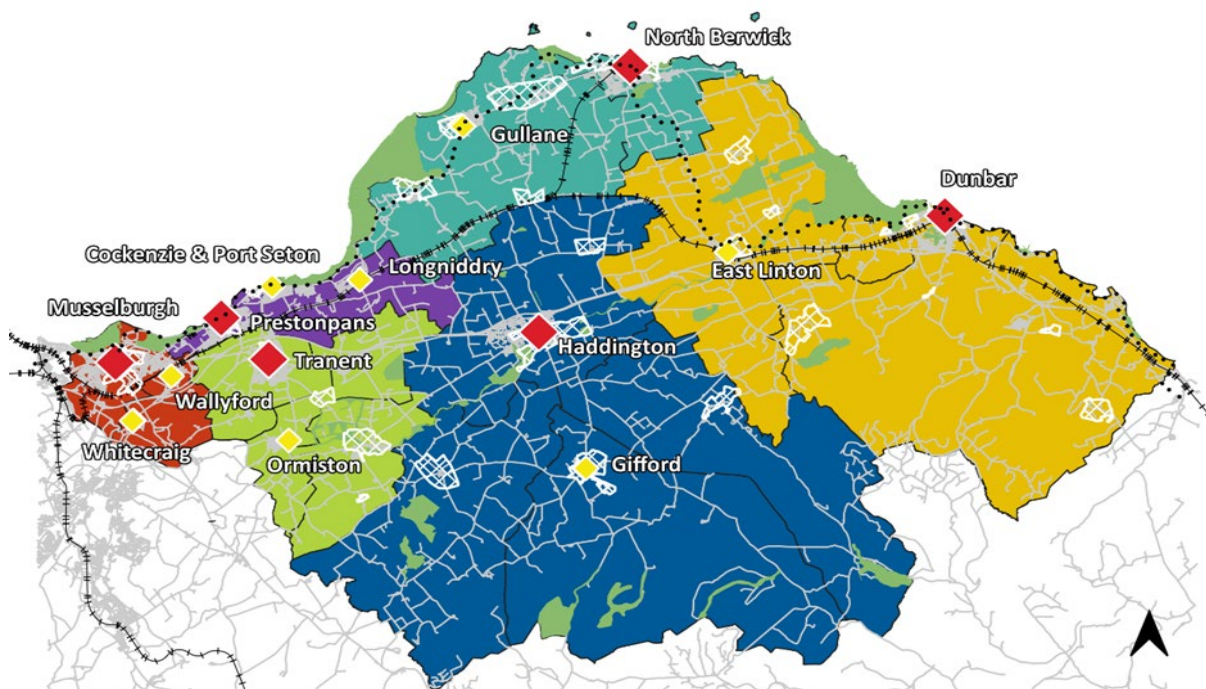 North Berwick
Gullane
Dunbar
Cockenzie & Port Seton
Longniddry
East Linton
Musselburgh
Prestonpans
Haddington
Tranent
Wallyford
Whitecraig
Ormiston
Gifford